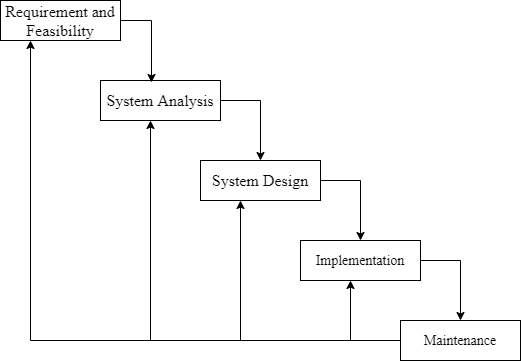 Requirement and
Feasibility
System Analysis
System Design
Implementation
Maintenance